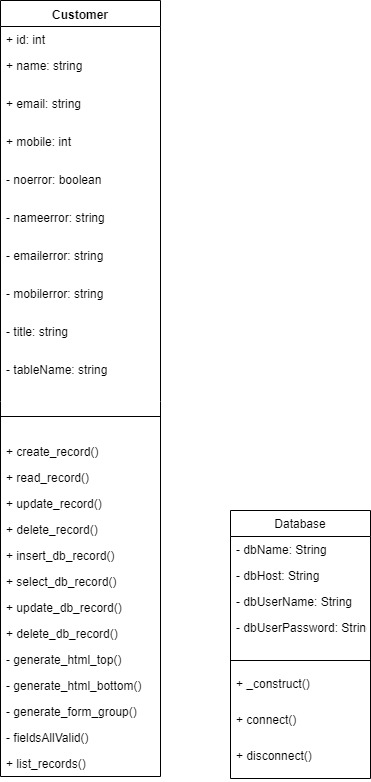 Customer
+ id: int
+ name: string
+ email: string
+ mobile: int
- noerror: boolean
- nameerror: string
- emailerror: string
- mobilerror: string
- title: string
- tableName: string
+ create_record()
+ read_record()
+ update_record()
+ delete_record()
+ insert_db_record()
+ select_db_record()
+ update_db_record()
+ delete_db_record()
- generate_html_top()
- generate_html_bottom()
- generate_form_group()
- fieldsAllValid()
+ list_records()
Database
- dbName: String
- dbHost: String
- dbUserName: String
- dbUserPassword: Strin
+ _construct()
+ connect()
+ disconnect()